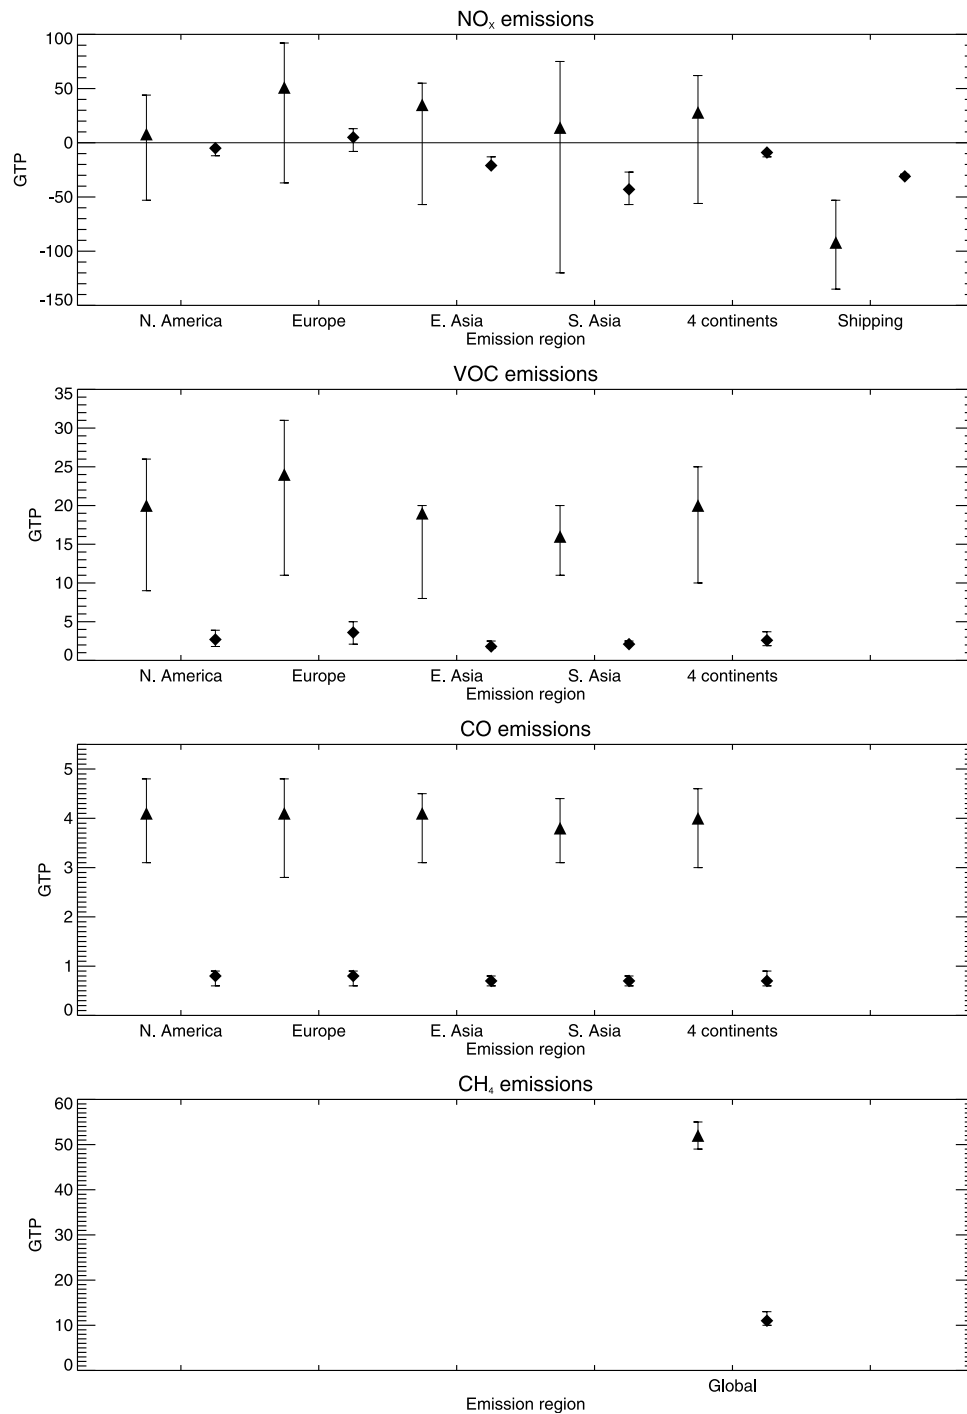 NOₓ emissions
100
50
0
-50
-100
-150
GTP
N. America Europe E. Asia S. Asia 4 continents Shipping
Emission region
VOC emissions
35
30
25
20
15
10
5
0
GTP
N. America Europe E. Asia S. Asia 4 continents
Emission region
CO emissions
5
4
3
2
1
0
GTP
N. America Europe E. Asia S. Asia 4 continents
Emission region
CH₄ emissions
60
50
40
30
20
10
0
GTP
Global
Emission region